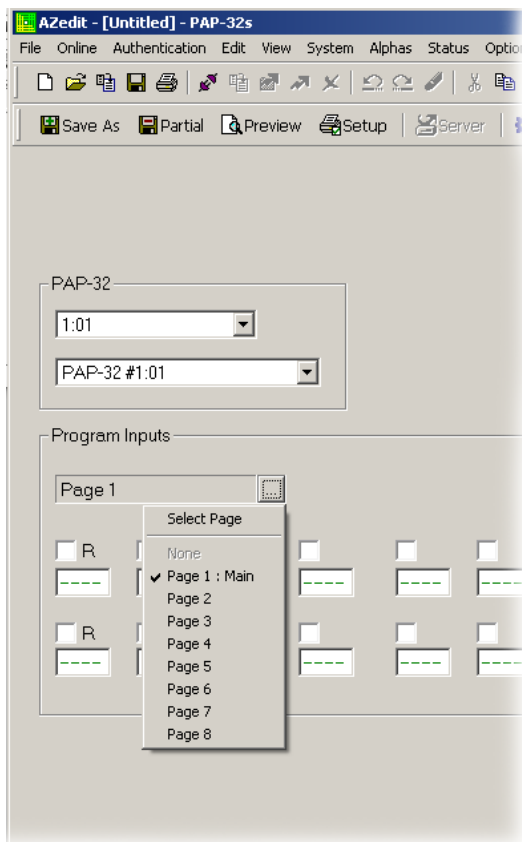 AZedit - [Untitled] - PAP-32s
File Online Authentication Edit View System Alphas Status
Save As Partial Preview Setup Server
PAP-32
1:01
PAP-32 #1:01
Program Inputs
Page 1
Select Page
None
Page 1 : Main
Page 2
Page 3
Page 4
Page 5
Page 6
Page 7
Page 8
R
---- ---- ---- ----
R
---- ---- ---- ----